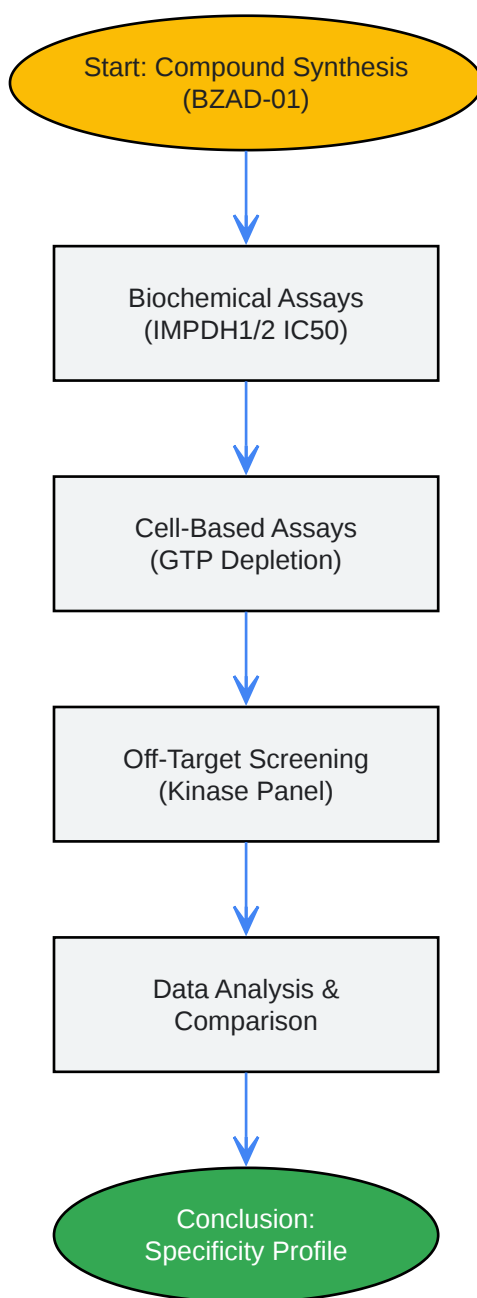 Start: Compound Synthesis
(BZAD-01)
Biochemical Assays
(IMPDH1/2 IC50)
Cell-Based Assays
(GTP Depletion)
Off-Target Screening
(Kinase Panel)
Data Analysis &
Comparison
Conclusion:
Specificity Profile